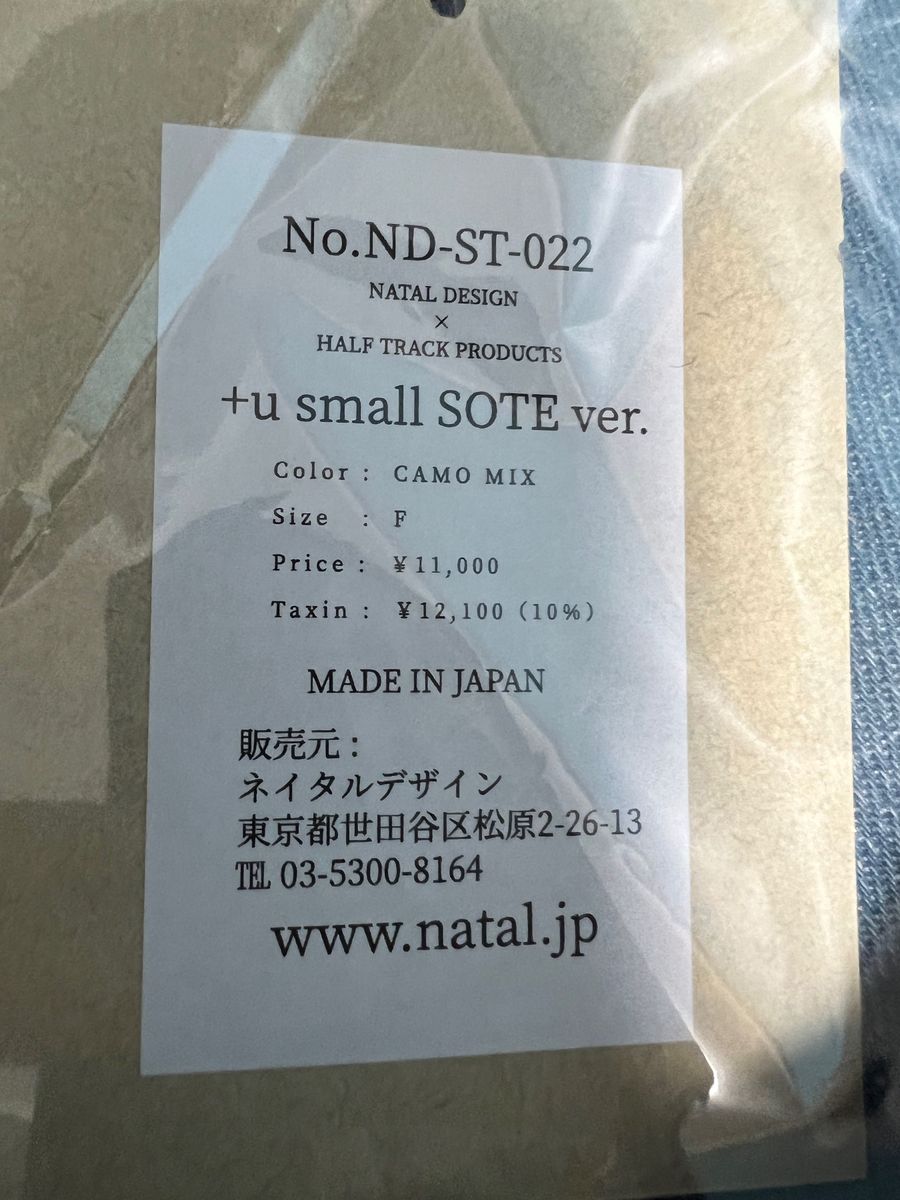 No.ND-ST-022
NATAL DESIGN
×
HALF TRACK PRODUCTS
+u small SOTE ver.
Color : CAMO MIX
Size : F
Price : ¥11,000
Taxin : ¥12,100 (10%)
MADE IN JAPAN
販売元 :
ネイタルデザイン
東京都世田谷区松原2-26-13
℡ 03-5300-8164
www.natal.jp